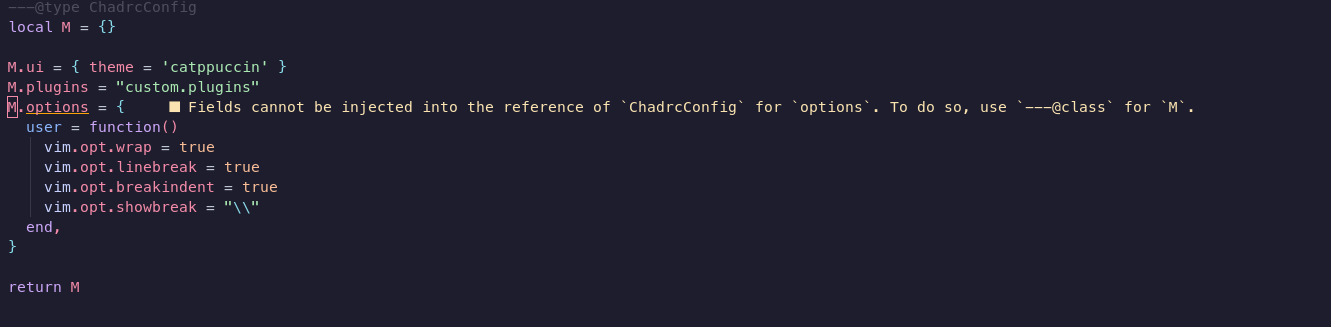 ---@type ChadrcConfig
local M = {}

M.ui = { theme = 'catppuccin' }
M.plugins = "custom.plugins"
M.options = {     ■ Fields cannot be injected into the reference of `ChadrcConfig` for `options`. To do so, use `---@class` for `M`.
  user = function()
    vim.opt.wrap = true
    vim.opt.linebreak = true
    vim.opt.breakindent = true
    vim.opt.showbreak = "\\"
  end,
}

return M